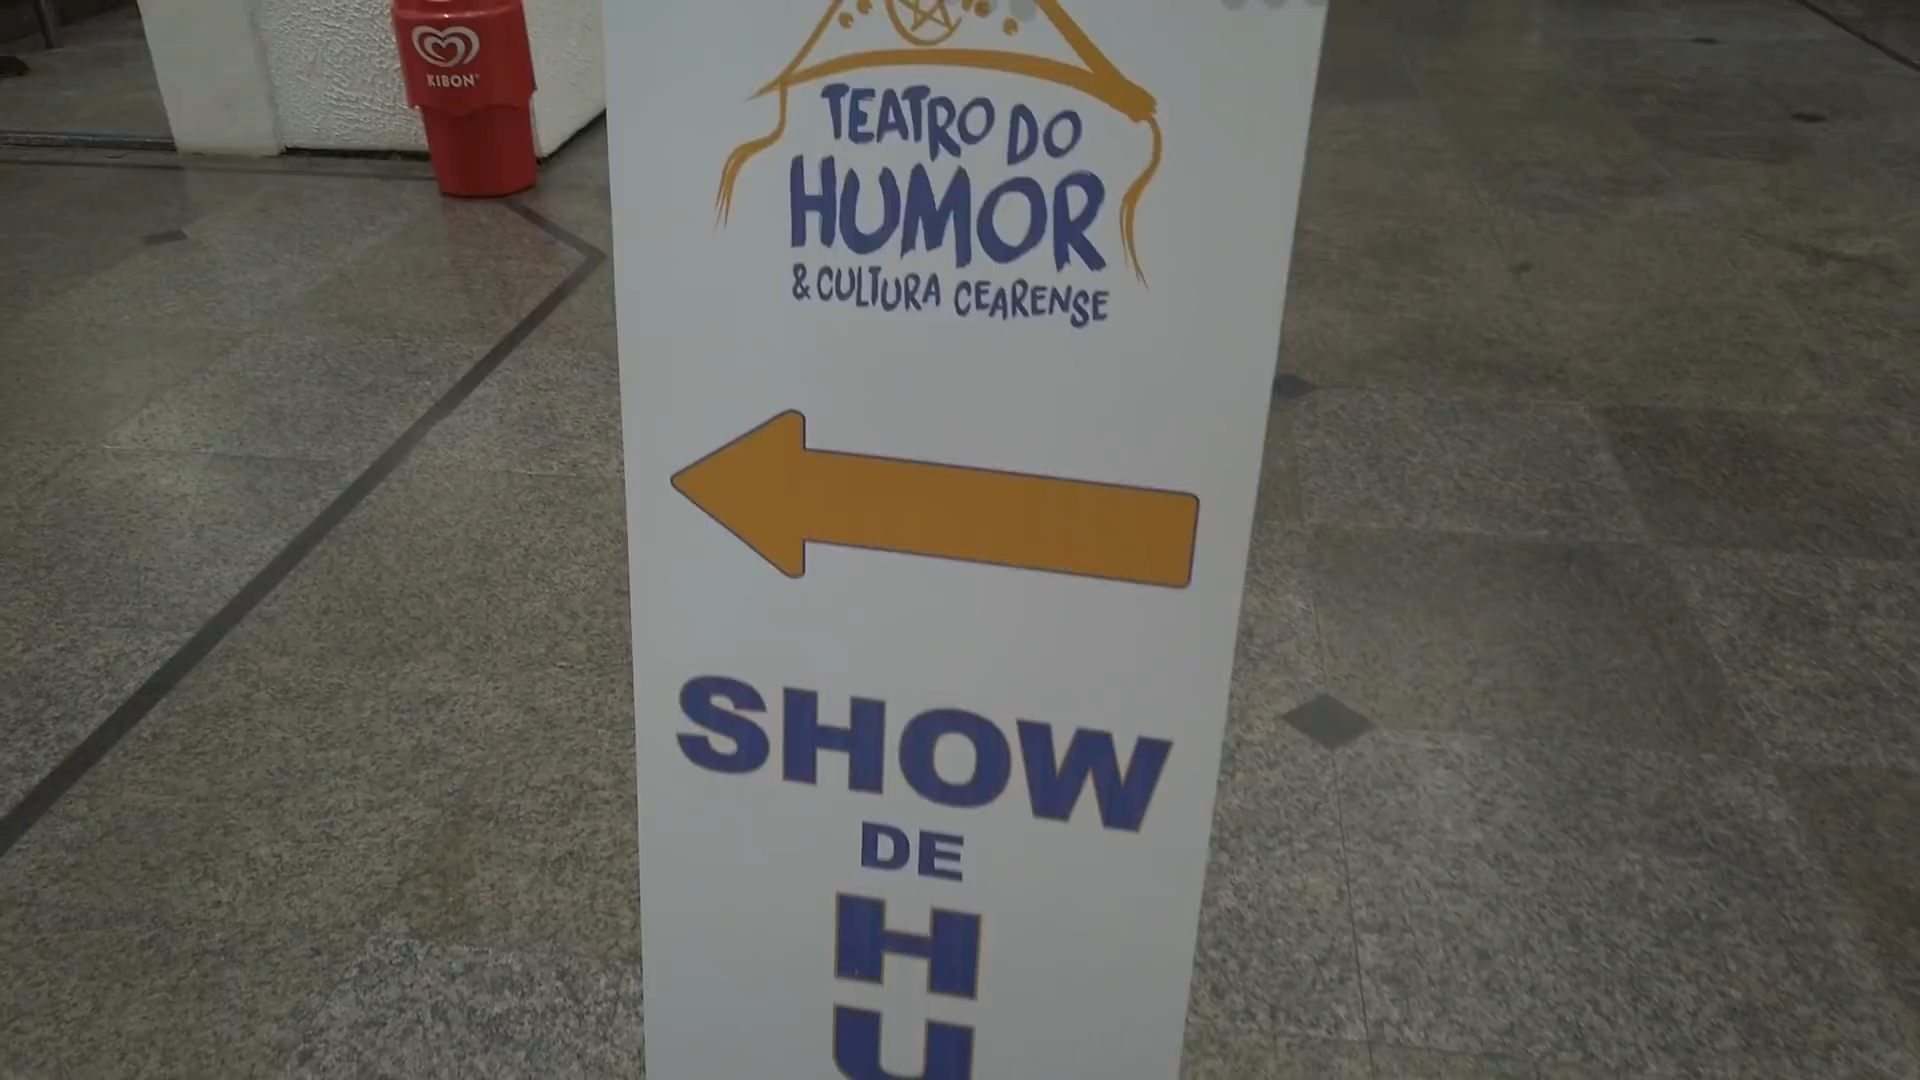 KIBON
TEATRO DO
HUMOR
& CULTURA CEARENSE
SHOW
DE
H
U